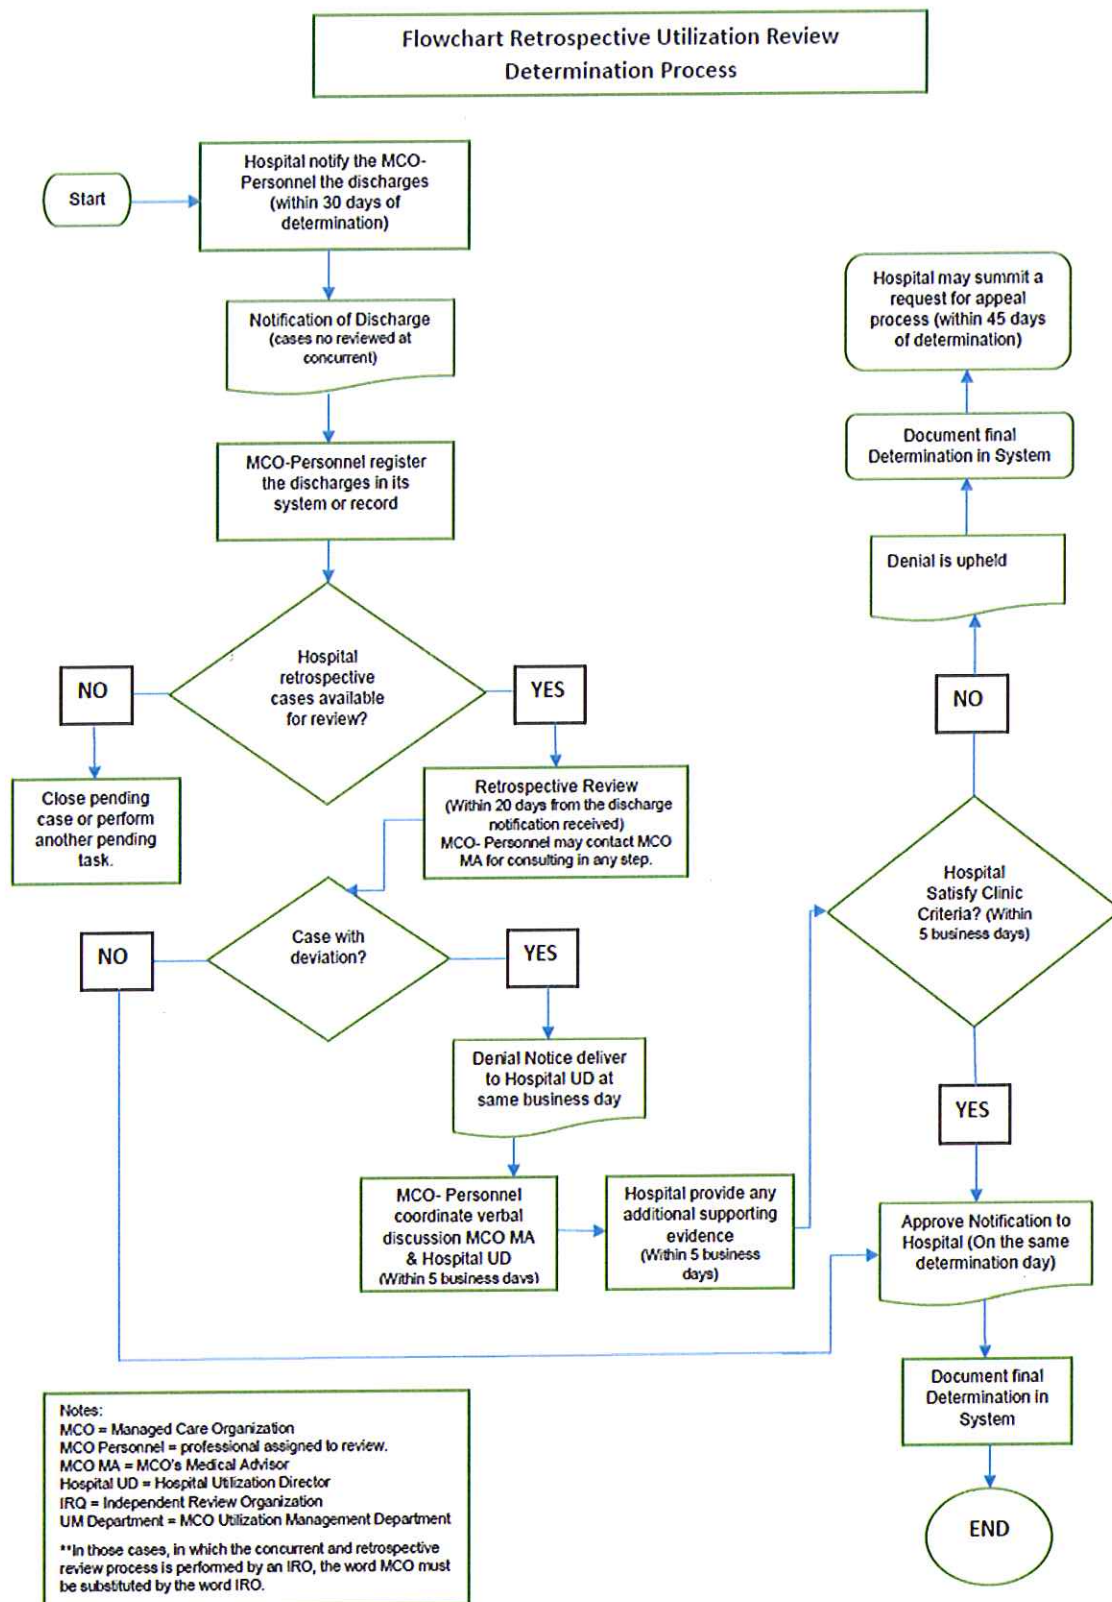 Flowchart Retrospective Utilization Review
Determination Process
Start
Hospital notify the MCO-
Personnel the discharges
(within 30 days of
determination)
Notification of Discharge
(cases no reviewed at
concurrent)
MCO-Personnel register
the discharges in its
system or record
Hospital
retrospective
cases available
for review?
NO
YES
Close pending
case or perform
another pending
task.
Retrospective Review
(Within 20 days from the discharge
notification received)
MCO- Personnel may contact MCO
MA for consulting in any step.
Case with
deviation?
NO
YES
Denial Notice deliver
to Hospital UD at
same business day
MCO- Personnel
coordinate verbal
discussion MCO MA
& Hospital UD
(Within 5 business days)
Hospital provide any
additional supporting
evidence
(Within 5 business
days)
Hospital
Satisfy Clinic
Criteria? (Within
5 business days)
NO
Denial is upheld
Document final
Determination in System
Hospital may summit a
request for appeal
process (within 45 days
of determination)
YES
Approve Notification to
Hospital (On the same
determination day)
Document final
Determination in
System
END
Notes:
MCO = Managed Care Organization
MCO Personnel = professional assigned to review.
MCO MA = MCO's Medical Advisor
Hospital UD = Hospital Utilization Director
IRQ = Independent Review Organization
UM Department = MCO Utilization Management Department
**In those cases, in which the concurrent and retrospective
review process is performed by an IRO, the word MCO must
be substituted by the word IRO.